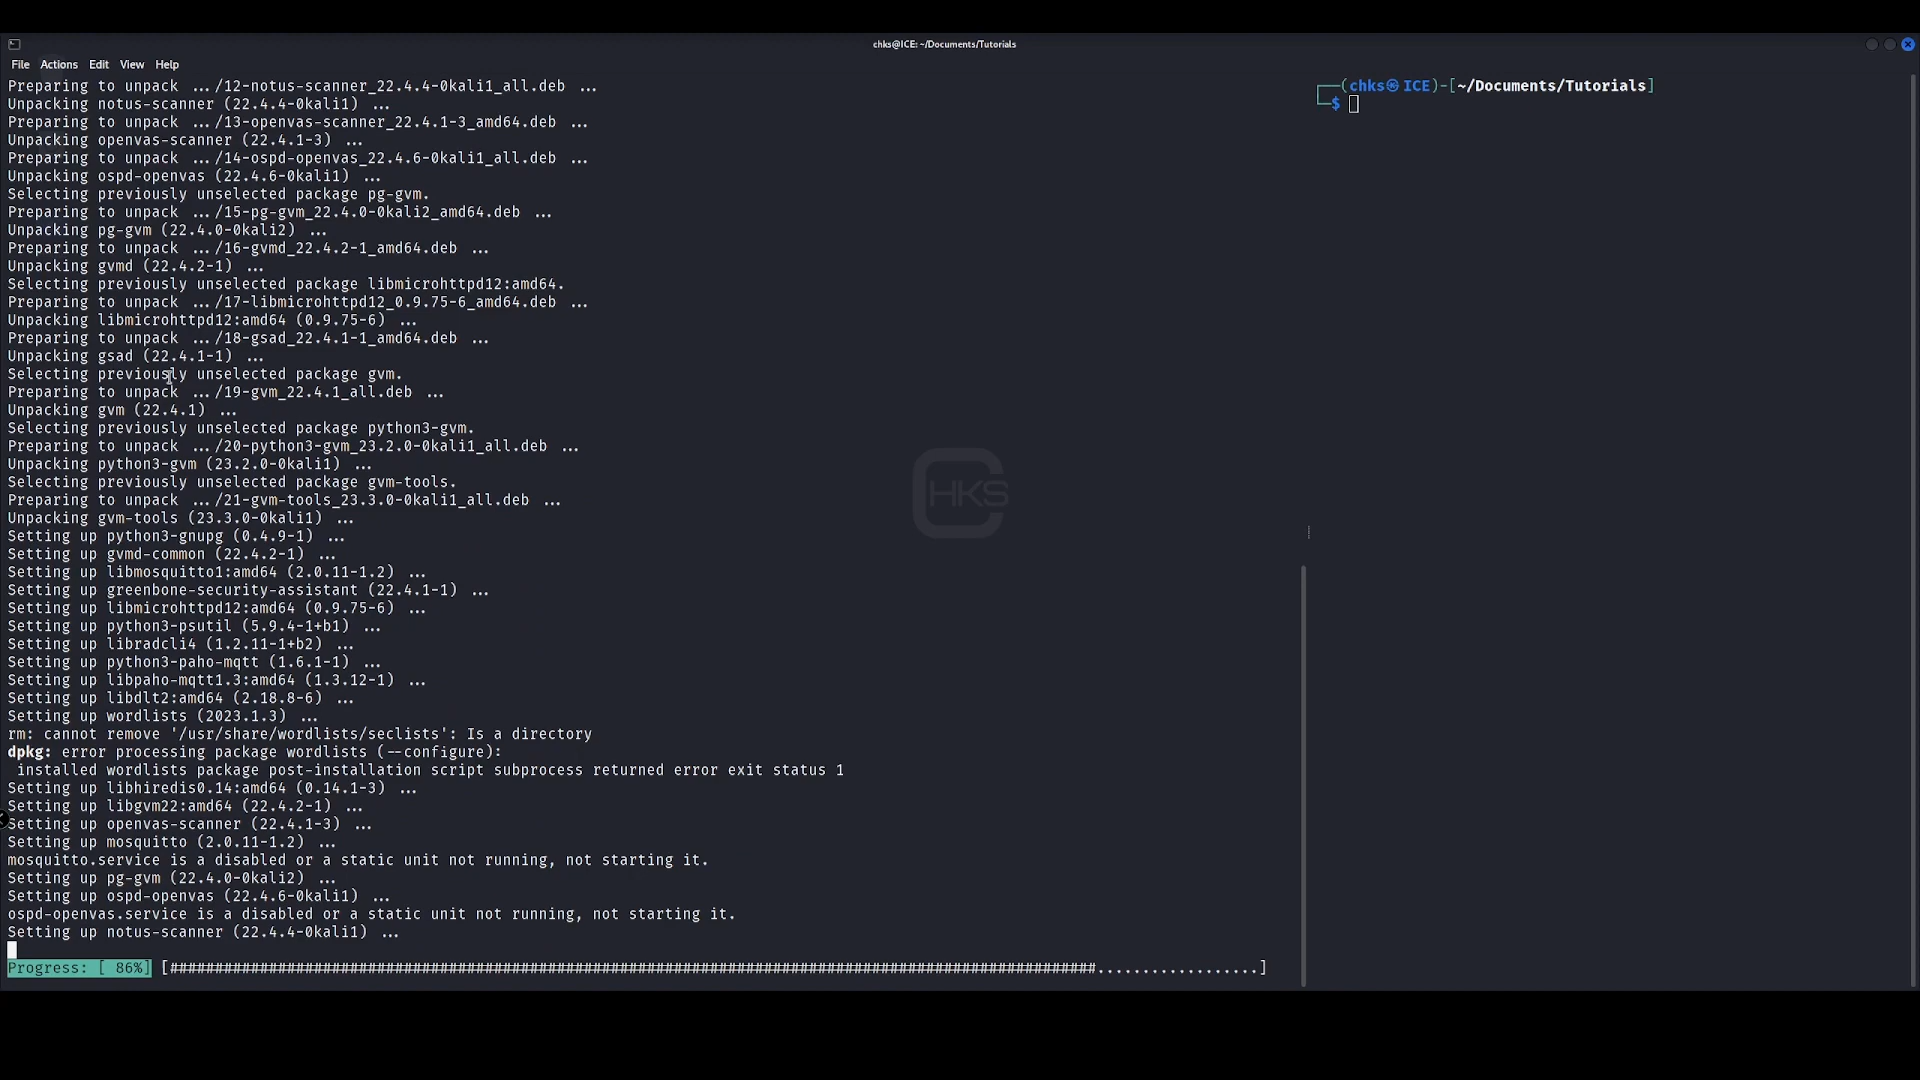 chks@ICE: ~/Documents/Tutorials
File Actions Edit View Help
Preparing to unpack .../12-notus-scanner_22.4.4-0kali1_all.deb ...
Unpacking notus-scanner (22.4.4-0kali1) ...
Preparing to unpack .../13-openvas-scanner_22.4.1-3_amd64.deb ...
Unpacking openvas-scanner (22.4.1-3) ...
Preparing to unpack .../14-ospd-openvas_22.4.6-0kali1_all.deb ...
Unpacking ospd-openvas (22.4.6-0kali1) ...
Selecting previously unselected package pg-gvm.
Preparing to unpack .../15-pg-gvm_22.4.0-0kali2_amd64.deb ...
Unpacking pg-gvm (22.4.0-0kali2) ...
Preparing to unpack .../16-gvmd_22.4.2-1_amd64.deb ...
Unpacking gvmd (22.4.2-1) ...
Selecting previously unselected package libmicrohttpd12:amd64.
Preparing to unpack .../17-libmicrohttpd12_0.9.75-6_amd64.deb ...
Unpacking libmicrohttpd12:amd64 (0.9.75-6) ...
Preparing to unpack .../18-gsad_22.4.1-1_amd64.deb ...
Unpacking gsad (22.4.1-1) ...
Selecting previously unselected package gvm.
Preparing to unpack .../19-gvm_22.4.1_all.deb ...
Unpacking gvm (22.4.1) ...
Selecting previously unselected package python3-gvm.
Preparing to unpack .../20-python3-gvm_23.2.0-0kali1_all.deb ...
Unpacking python3-gvm (23.2.0-0kali1) ...
Selecting previously unselected package gvm-tools.
Preparing to unpack .../21-gvm-tools_23.3.0-0kali1_all.deb ...
Unpacking gvm-tools (23.3.0-0kali1) ...
Setting up python3-gnupg (0.4.9-1) ...
Setting up gvmd-common (22.4.2-1) ...
Setting up libmosquitto1:amd64 (2.0.11-1.2) ...
Setting up greenbone-security-assistant (22.4.1-1) ...
Setting up libmicrohttpd12:amd64 (0.9.75-6) ...
Setting up python3-psutil (5.9.4-1+b1) ...
Setting up libradcli4 (1.2.11-1+b2) ...
Setting up python3-paho-mqtt (1.6.1-1) ...
Setting up libpaho-mqtt1.3:amd64 (1.3.12-1) ...
Setting up libdlt2:amd64 (2.18.8-6) ...
Setting up wordlists (2023.1.3) ...
rm: cannot remove '/usr/share/wordlists/seclists': Is a directory
dpkg: error processing package wordlists (--configure):
installed wordlists package post-installation script subprocess returned error exit status 1
Setting up libhiredis0.14:amd64 (0.14.1-3) ...
Setting up libgvm22:amd64 (22.4.2-1) ...
Setting up openvas-scanner (22.4.1-3) ...
Setting up mosquitto (2.0.11-1.2) ...
mosquitto.service is a disabled or a static unit not running, not starting it.
Setting up pg-gvm (22.4.0-0kali2) ...
Setting up ospd-openvas (22.4.6-0kali1) ...
ospd-openvas.service is a disabled or a static unit not running, not starting it.
Setting up notus-scanner (22.4.4-0kali1) ...
Progress: [ 86%] [#######################################################################################################..................]
(chks㉿ICE)-[~/Documents/Tutorials]
$
CHKS